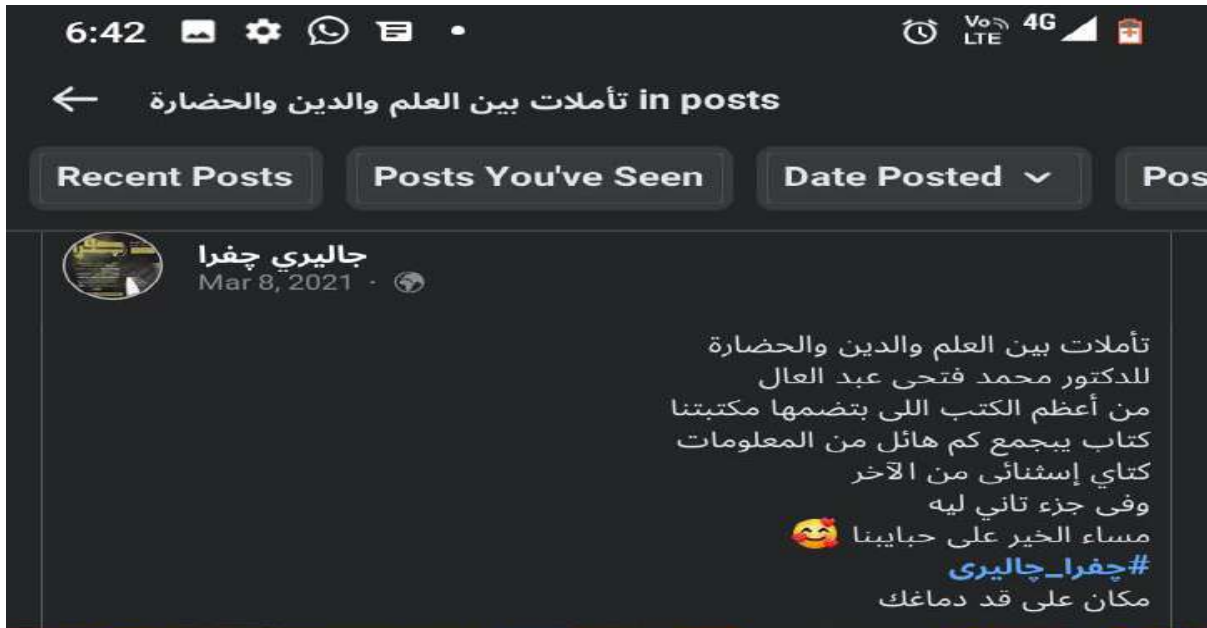 6:42
Vo LTE 4G
تأملات بين العلم والدين والحضارة in posts
Recent Posts
Posts You've Seen
Date Posted
Pos
جاليري چفرا
Mar 8, 2021 ·
تأملات بين العلم والدين والحضارة
للدكتور محمد فتحى عبد العال
من أعظم الكتب اللى بتضمها مكتبتنا
كتاب يبجمع كم هائل من المعلومات
كتاي إسثنائى من الآخر
وفى جزء تاني ليه
مساء الخير على حبايبنا 🥰
#چفرا_چاليرى
مكان على قد دماغك